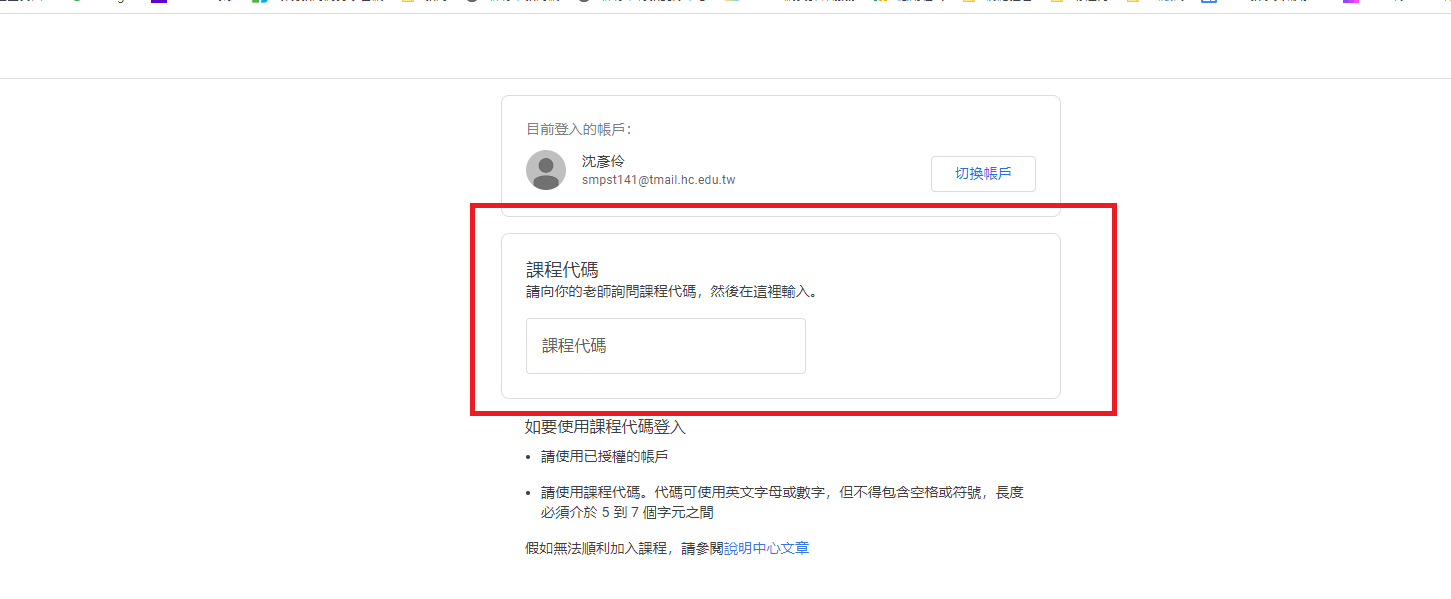 目前登入的帳戶：
沈彥伶
smpst141@tmail.hc.edu.tw
切換帳戶
課程代碼
請向你的老師詢問課程代碼，然後在這裡輸入。
課程代碼
如要使用課程代碼登入
• 請使用已授權的帳戶
• 請使用課程代碼。代碼可使用英文字母或數字，但不得包含空格或符號，長度
必須介於 5 到 7 個字元之間
假如無法順利加入課程，請參閱說明中心文章